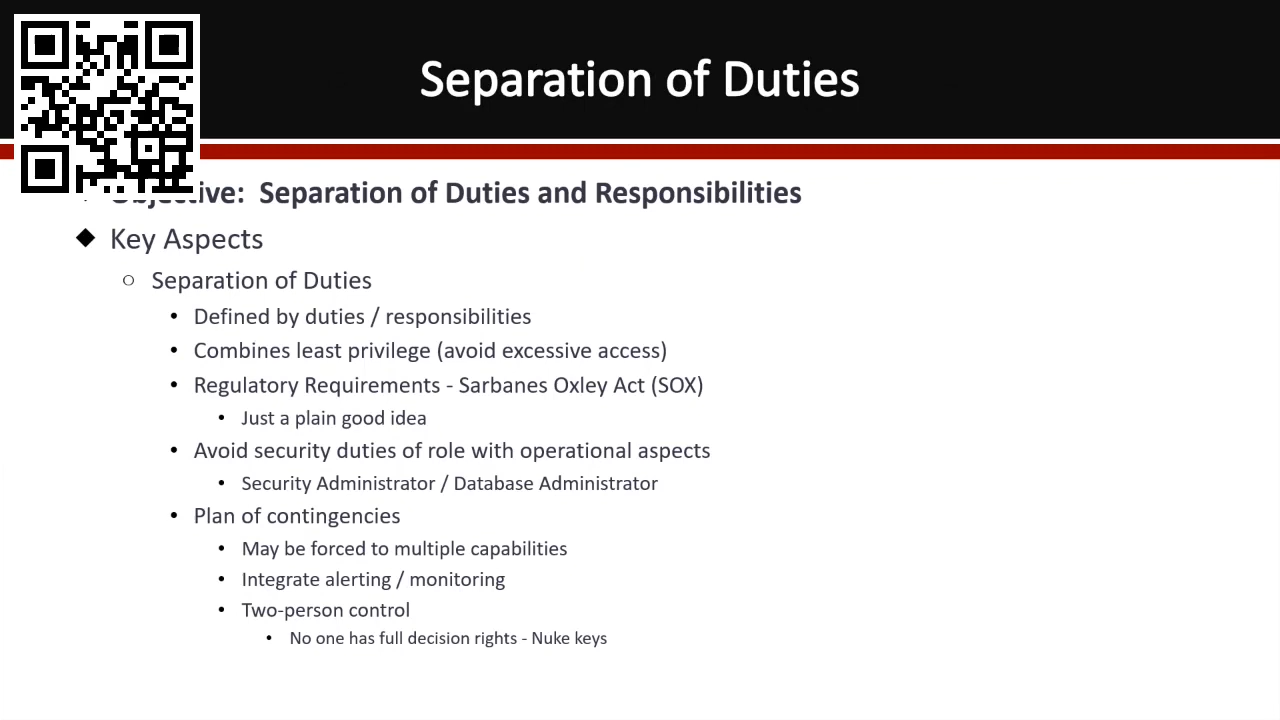 Separation of Duties
Objective: Separation of Duties and Responsibilities
Key Aspects
Separation of Duties
Defined by duties / responsibilities
Combines least privilege (avoid excessive access)
Regulatory Requirements - Sarbanes Oxley Act (SOX)
Just a plain good idea
Avoid security duties of role with operational aspects
Security Administrator / Database Administrator
Plan of contingencies
May be forced to multiple capabilities
Integrate alerting / monitoring
Two-person control
No one has full decision rights - Nuke keys